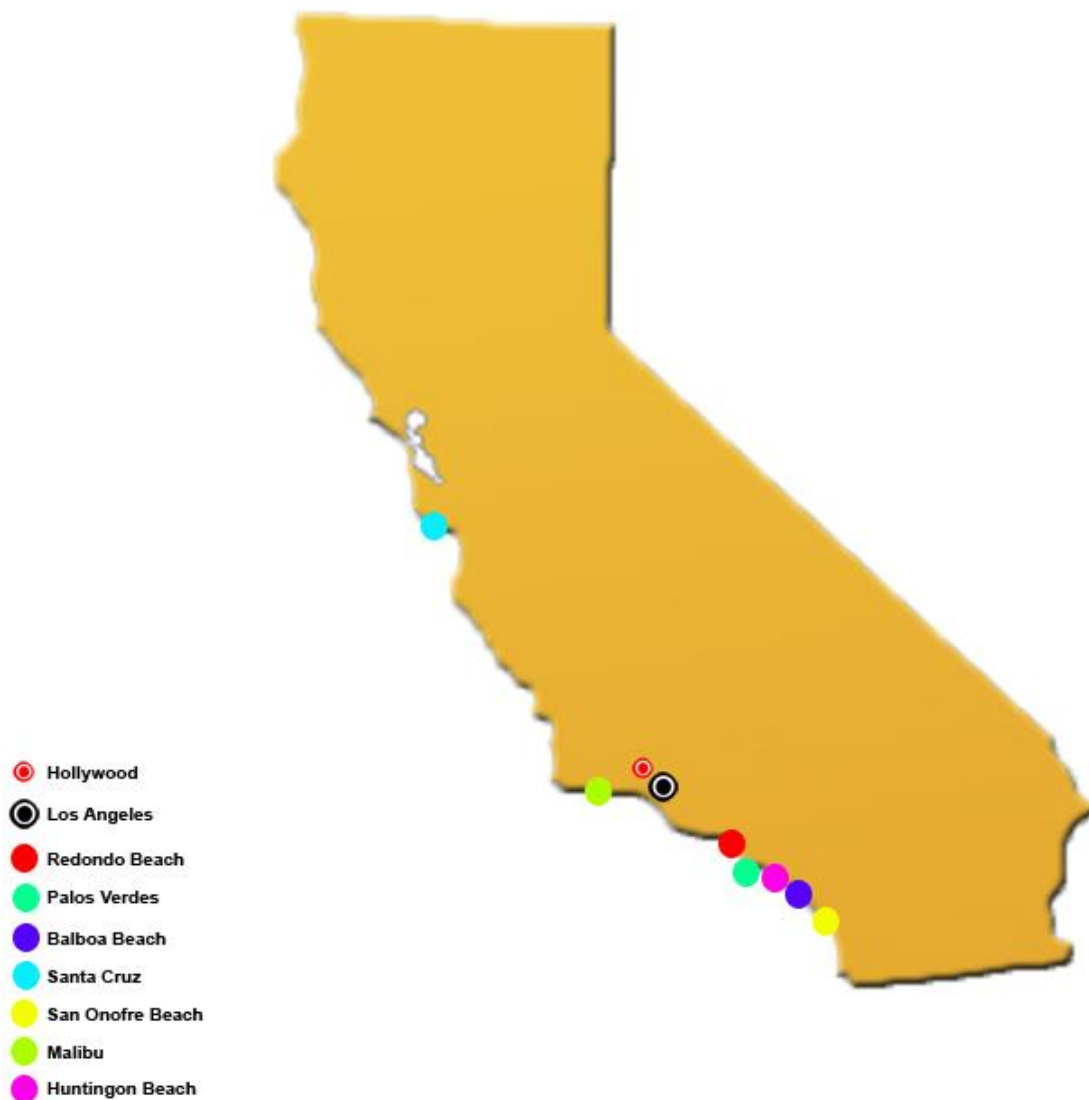 Hollywood
Los Angeles
Redondo Beach
Palos Verdes
Balboa Beach
Santa Cruz
San Onofre Beach
Malibu
Huntingon Beach